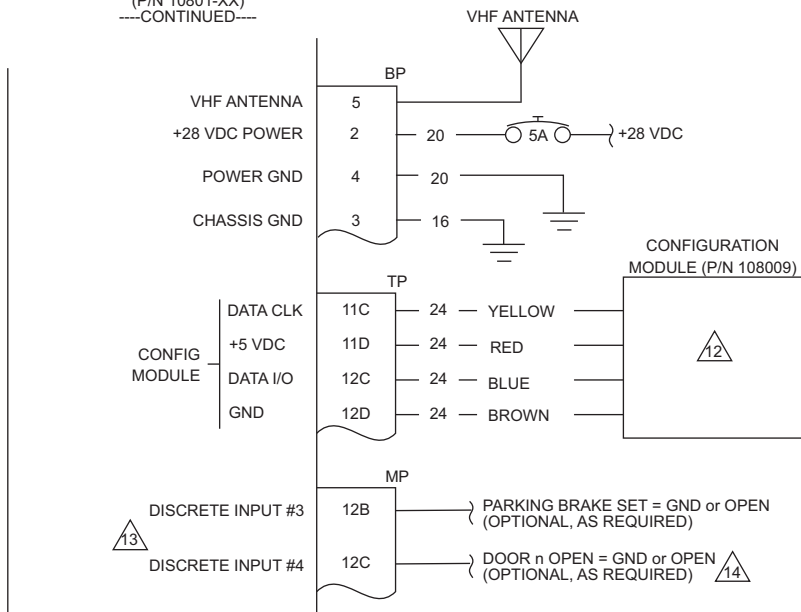 (P/N 10801-XX)
----CONTINUED----
VHF ANTENNA
BP
VHF ANTENNA 5
+28 VDC POWER 2 20 5A +28 VDC
POWER GND 4 20
CHASSIS GND 3 16
CONFIGURATION
MODULE (P/N 108009)
TP
DATA CLK 11C 24 YELLOW
+5 VDC 11D 24 RED
12
CONFIG
MODULE
DATA I/O 12C 24 BLUE
GND 12D 24 BROWN
MP
DISCRETE INPUT #3 12B PARKING BRAKE SET = GND or OPEN
(OPTIONAL, AS REQUIRED)
13
DISCRETE INPUT #4 12C DOOR n OPEN = GND or OPEN
(OPTIONAL, AS REQUIRED) 14